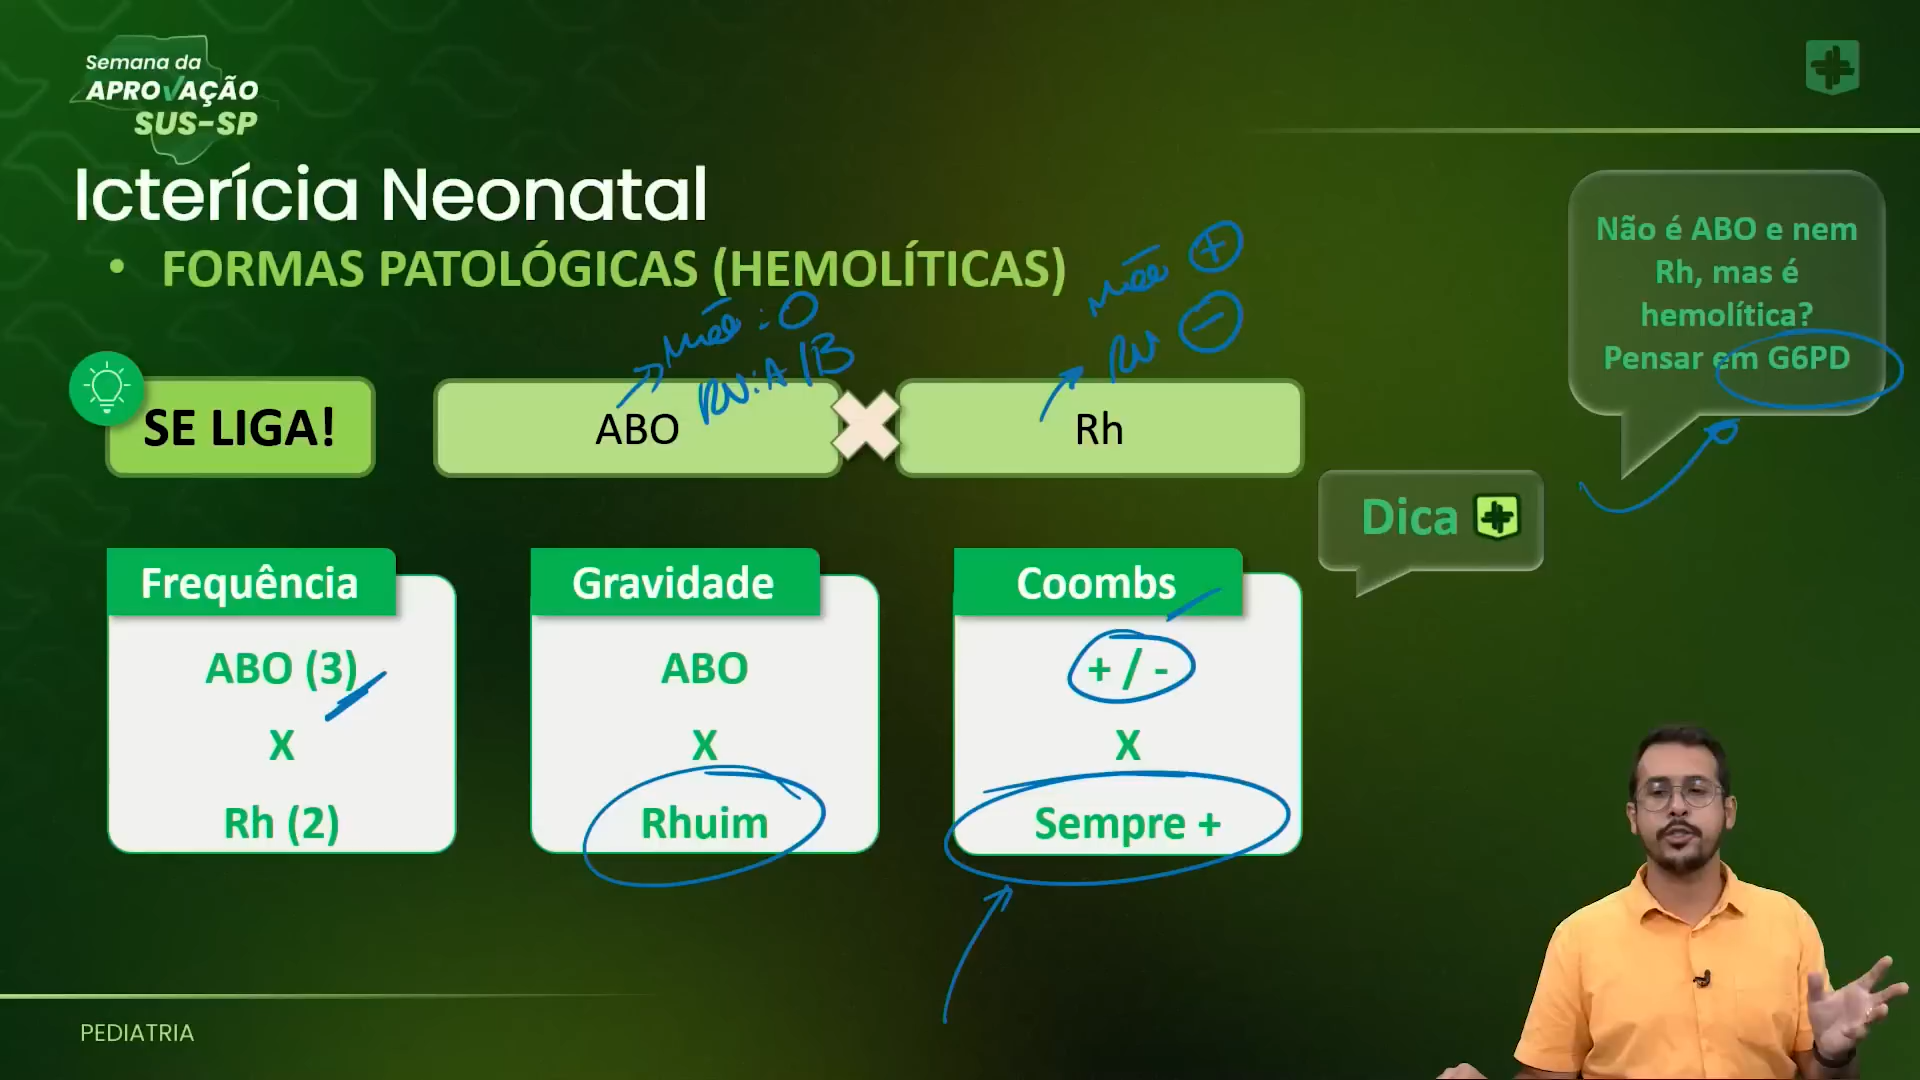 Semana da
APROVAÇÃO
SUS-SP
Icterícia Neonatal
• FORMAS PATOLÓGICAS (HEMOLÍTICAS)
Mãe : O
RN : A / B
Mãe +
RN -
Não é ABO e nem
Rh, mas é
hemolítica?
Pensar em G6PD
SE LIGA!
ABO
Rh
Dica
Frequência
ABO (3)
X
Rh (2)
Gravidade
ABO
X
Rhuim
Coombs
+ / -
X
Sempre +
PEDIATRIA